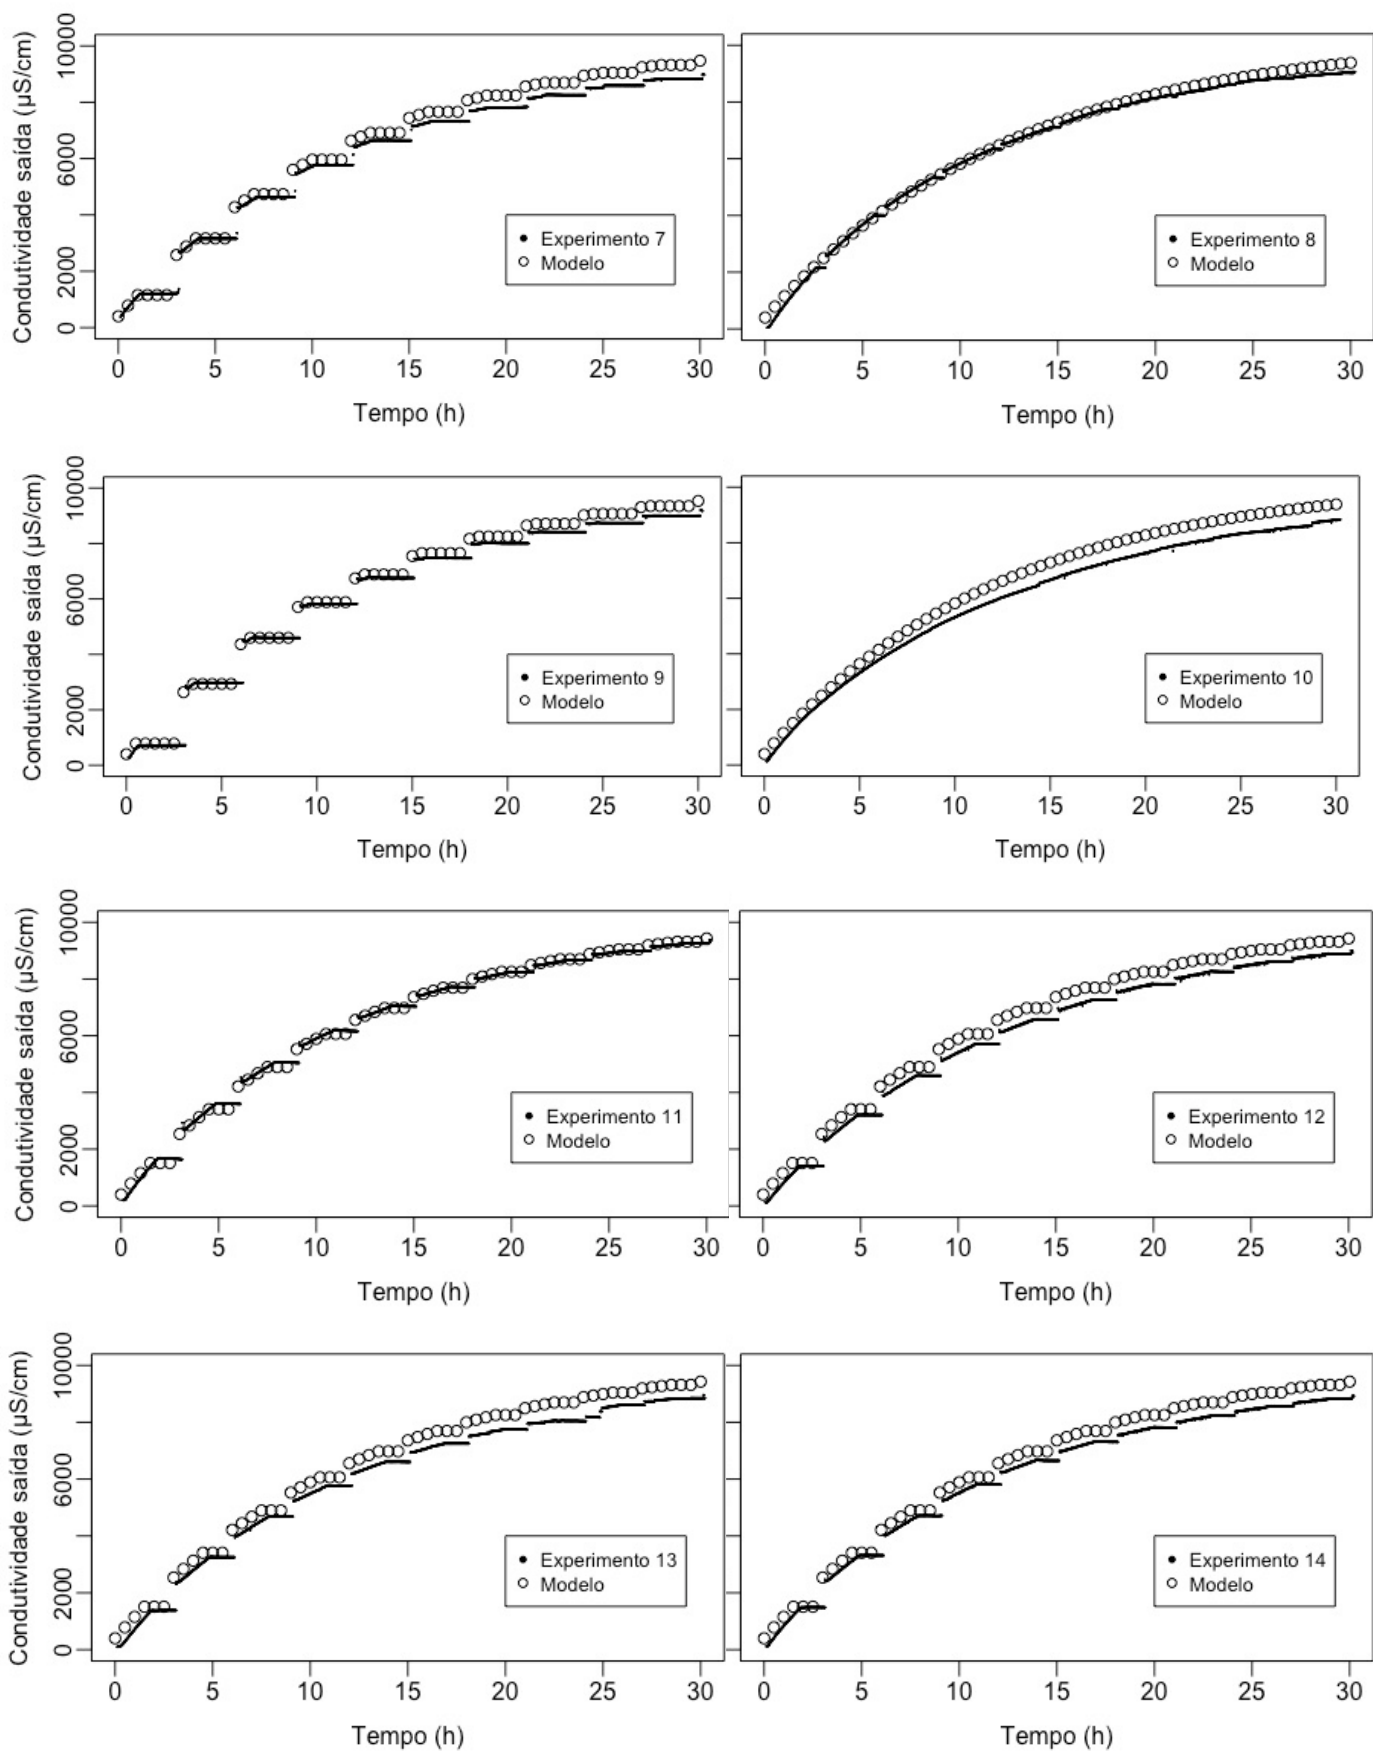 Condutividade saída (µS/cm)
10000
6000
2000
0
Experimento 7
Modelo
0 5 10 15 20 25 30
Tempo (h)
Experimento 8
Modelo
0 5 10 15 20 25 30
Tempo (h)
Condutividade saída (µS/cm)
10000
6000
2000
0
Experimento 9
Modelo
0 5 10 15 20 25 30
Tempo (h)
Experimento 10
Modelo
0 5 10 15 20 25 30
Tempo (h)
Condutividade saída (µS/cm)
10000
6000
2000
0
Experimento 11
Modelo
0 5 10 15 20 25 30
Tempo (h)
Experimento 12
Modelo
0 5 10 15 20 25 30
Tempo (h)
Condutividade saída (µS/cm)
10000
6000
2000
0
Experimento 13
Modelo
0 5 10 15 20 25 30
Tempo (h)
Experimento 14
Modelo
0 5 10 15 20 25 30
Tempo (h)